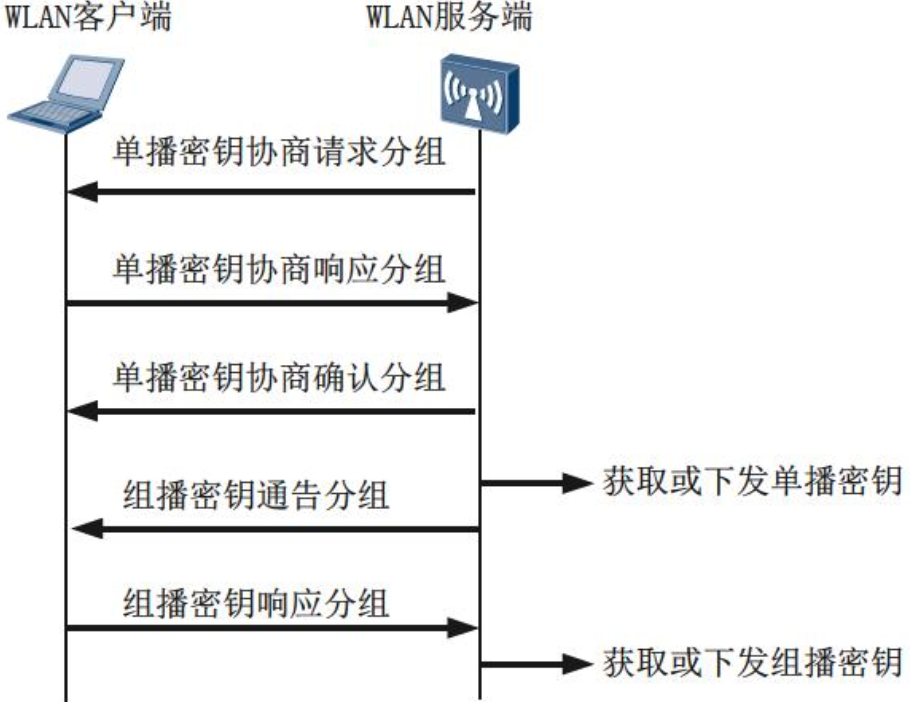 WLAN客户端
WLAN服务端
单播密钥协商请求分组
单播密钥协商响应分组
单播密钥协商确认分组
获取或下发单播密钥
组播密钥通告分组
组播密钥响应分组
获取或下发组播密钥